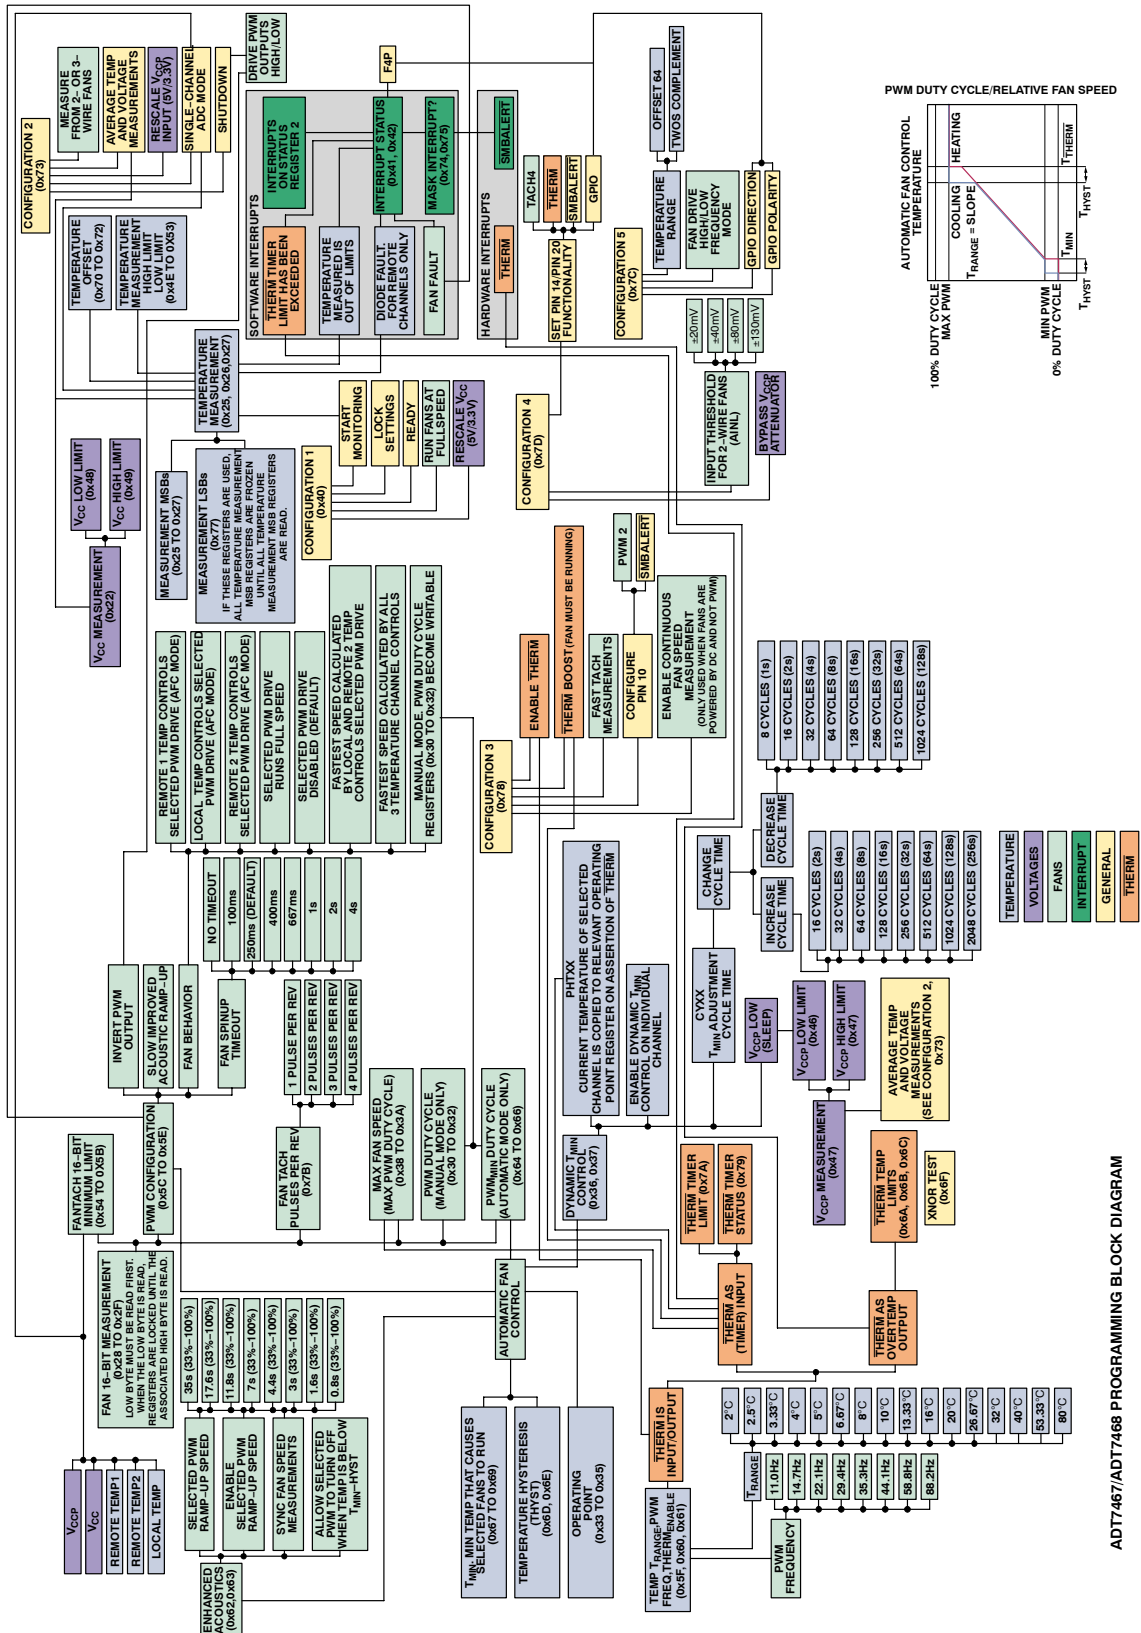 CONFIGURATION 2
(0x73)
MEASURE
FROM 2- OR 3-
WIRE FANS
AVERAGE TEMP
AND VOLTAGE
MEASUREMENTS
RESCALE VCCP
INPUT (5V/3.3V)
SINGLE-CHANNEL
ADC MODE
SHUTDOWN
DRIVE PWM
OUTPUTS
HIGH/LOW
TEMPERATURE
OFFSET
(0x70 TO 0x72)
TEMPERATURE
MEASUREMENT
HIGH LIMIT
LOW LIMIT
(0x4E TO 0x53)
SOFTWARE INTERRUPTS
THERM TIMER
LIMIT HAS BEEN
EXCEEDED
INTERRUPTS
ON STATUS
REGISTER 2
TEMPERATURE
MEASURED IS
OUT OF LIMITS
DIODE FAULT.
FOR REMOTE
CHANNELS ONLY
INTERRUPT STATUS
(0x41, 0x42)
F4P
FAN FAULT
MASK INTERRUPT?
(0x74,0x75)
HARDWARE INTERRUPTS
THERM
SMBALERT
TEMPERATURE
MEASUREMENT
(0x25, 0x26,0x27)
MEASUREMENT MSBs
(0x25 TO 0x27)
MEASUREMENT LSBs
(0x77)
IF THESE REGISTERS ARE USED,
ALL TEMPERATURE MEASUREMENT
MSB REGISTERS ARE FROZEN
UNTIL ALL TEMPERATURE
MEASUREMENT MSB REGISTERS
ARE READ.
VCC MEASUREMENT
(0x22)
VCC LOW LIMIT
(0x48)
VCC HIGH LIMIT
(0x49)
CONFIGURATION 1
(0x40)
START
MONITORING
LOCK
SETTINGS
READY
RUN FANS AT
FULLSPEED
RESCALE VCC
(5V/3.3V)
CONFIGURATION 4
(0x7D)
SET PIN 14/PIN 20
FUNCTIONALITY
TACH4
THERM
SMBALERT
GPIO
INPUT THRESHOLD
FOR 2-WIRE FANS
(AINL)
±20mV
±40mV
±80mV
±130mV
BYPASS VCCP
ATTENUATOR
CONFIGURATION 5
(0x7C)
TEMPERATURE
RANGE
OFFSET 64
TWOS COMPLEMENT
FAN DRIVE
HIGH/LOW
FREQUENCY
MODE
GPIO DIRECTION
GPIO POLARITY
PWM DUTY CYCLE/RELATIVE FAN SPEED
AUTOMATIC FAN CONTROL
TEMPERATURE
100% DUTY CYCLE
MAX PWM
MIN PWM
0% DUTY CYCLE
COOLING
HEATING
TRANGE = SLOPE
THYST
TMIN
THYST
TTHERM
INVERT PWM
OUTPUT
SLOW IMPROVED
ACOUSTIC RAMP-UP
FAN BEHAVIOR
FAN SPINUP
TIMEOUT
REMOTE 1 TEMP CONTROLS
SELECTED PWM DRIVE (AFC MODE)
LOCAL TEMP CONTROLS SELECTED
PWM DRIVE (AFC MODE)
REMOTE 2 TEMP CONTROLS
SELECTED PWM DRIVE (AFC MODE)
SELECTED PWM DRIVE
RUNS FULL SPEED
SELECTED PWM DRIVE
DISABLED (DEFAULT)
FASTEST SPEED CALCULATED
BY LOCAL AND REMOTE 2 TEMP
CONTROLS SELECTED PWM DRIVE
FASTEST SPEED CALCULATED BY ALL
3 TEMPERATURE CHANNEL CONTROLS
MANUAL MODE. PWM DUTY CYCLE
REGISTERS (0x30 TO 0x32) BECOME WRITABLE
NO TIMEOUT
100ms
250ms (DEFAULT)
400ms
667ms
1s
2s
4s
FANTACH 16-BIT
MINIMUM LIMIT
(0x54 TO 0X5B)
PWM CONFIGURATION
(0x5C TO 0x5E)
FAN TACH
PULSES PER REV
(0x7B)
1 PULSE PER REV
2 PULSES PER REV
3 PULSES PER REV
4 PULSES PER REV
MAX FAN SPEED
(MAX PWM DUTY CYCLE)
(0x38 TO 0x3A)
PWM DUTY CYCLE
(MANUAL MODE ONLY)
(0x30 TO 0x32)
PWMMIN DUTY CYCLE
(AUTOMATIC MODE ONLY)
(0x64 TO 0x66)
FAN 16-BIT MEASUREMENT
(0x28 TO 0x2F)
LOW BYTE MUST BE READ FIRST.
WHEN THE LOW BYTE IS READ,
REGISTERS ARE LOCKED UNTIL THE
ASSOCIATED HIGH BYTE IS READ.
VCCP
VCC
REMOTE TEMP1
REMOTE TEMP2
LOCAL TEMP
ENHANCED
ACOUSTICS
(0x62,0x63)
SELECTED PWM
RAMP-UP SPEED
ENABLE
SELECTED PWM
RAMP-UP SPEED
SYNC FAN SPEED
MEASUREMENTS
ALLOW SELECTED
PWM TO TURN OFF
WHEN TEMP IS BELOW
TMIN-HYST
35s (33%-100%)
17.6s (33%-100%)
11.8s (33%-100%)
7s (33%-100%)
4.4s (33%-100%)
3s (33%-100%)
1.6s (33%-100%)
0.8s (33%-100%)
AUTOMATIC FAN
CONTROL
TMIN. MIN TEMP THAT CAUSES
SELECTED FANS TO RUN
(0x67 TO 0x69)
TEMPERATURE HYSTERESIS
(THYST)
(0x6D, 0x6E)
OPERATING
POINT
(0x33 TO 0x35)
CONFIGURATION 3
(0x78)
ENABLE THERM
THERM BOOST (FAN MUST BE RUNNING)
FAST TACH
MEASUREMENTS
CONFIGURE
PIN 10
PWM 2
SMBALERT
ENABLE CONTINUOUS
FAN SPEED
MEASUREMENT
(ONLY USED WHEN FANS ARE
POWERED BY DC AND NOT PWM)
DYNAMIC TMIN
CONTROL
(0x36, 0x37)
PHTXX
CURRENT TEMPERATURE OF SELECTED
CHANNEL IS COPIED TO RELEVANT OPERATING
POINT REGISTER ON ASSERTION OF THERM
ENABLE DYNAMIC TMIN
CONTROL ON INDIVIDUAL
CHANNEL
CYXX
TMIN ADJUSTMENT
CYCLE TIME
VCCP LOW
(SLEEP)
CHANGE
CYCLE TIME
INCREASE
CYCLE TIME
DECREASE
CYCLE TIME
8 CYCLES (1s)
16 CYCLES (2s)
32 CYCLES (4s)
64 CYCLES (8s)
128 CYCLES (16s)
256 CYCLES (32s)
512 CYCLES (64s)
1024 CYCLES (128s)
16 CYCLES (2s)
32 CYCLES (4s)
64 CYCLES (8s)
128 CYCLES (16s)
256 CYCLES (32s)
512 CYCLES (64s)
1024 CYCLES (128s)
2048 CYCLES (256s)
VCCP MEASUREMENT
(0x47)
VCCP LOW LIMIT
(0x46)
VCCP HIGH LIMIT
(0x47)
AVERAGE TEMP
AND VOLTAGE
MEASUREMENTS
(SEE CONFIGURATION 2,
0x73)
THERM AS
(TIMER) INPUT
THERM TIMER
LIMIT (0x7A)
THERM TIMER
STATUS (0x79)
THERM AS
OVERTEMP
OUTPUT
THERM TEMP
LIMITS
(0x6A, 0x6B, 0x6C)
XNOR TEST
(0x6F)
THERM IS
INPUT/OUTPUT
TEMP TRANGE,PWM
FREQ,THERMENABLE
(0x5F, 0x60, 0x61)
TRANGE
2°C
2.5°C
3.33°C
4°C
5°C
6.67°C
8°C
10°C
13.33°C
16°C
20°C
26.67°C
32°C
40°C
53.33°C
80°C
PWM
FREQUENCY
11.0Hz
14.7Hz
22.1Hz
29.4Hz
35.3Hz
44.1Hz
58.8Hz
88.2Hz
TEMPERATURE
VOLTAGES
FANS
INTERRUPT
GENERAL
THERM
ADT7467/ADT7468 PROGRAMMING BLOCK DIAGRAM